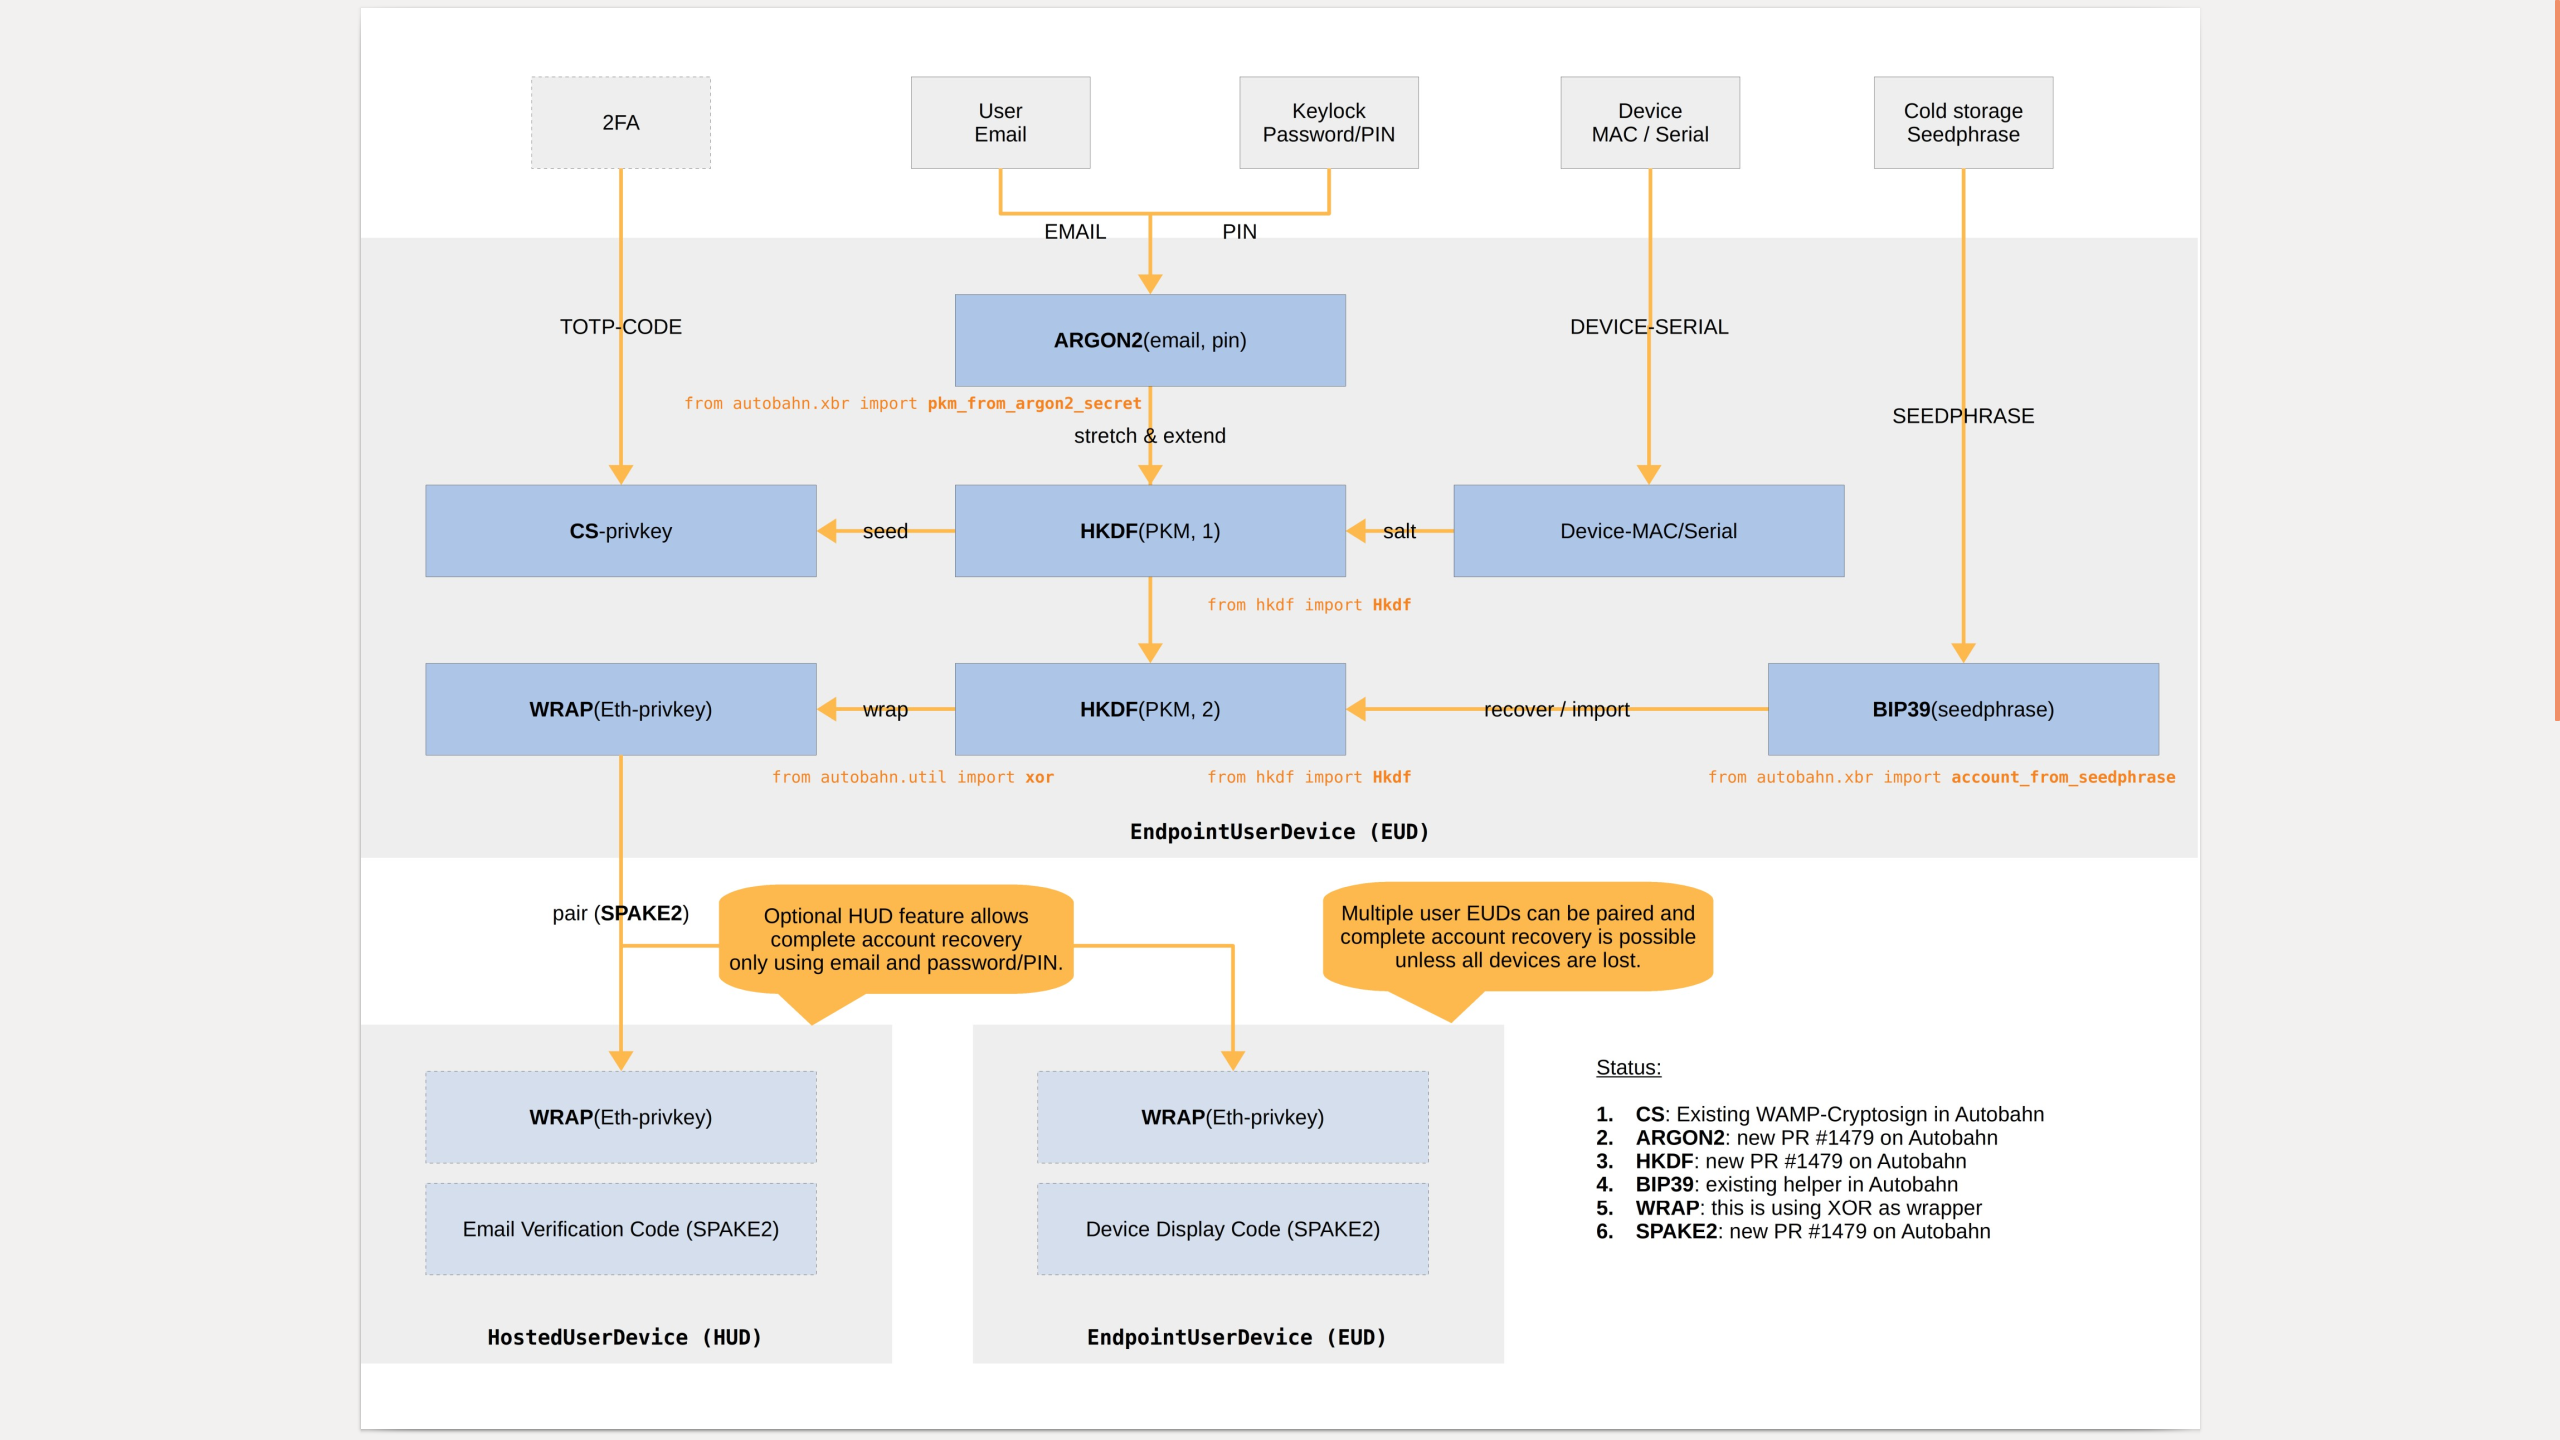 2FA
User
Email
Keylock
Password/PIN
Device
MAC / Serial
Cold storage
Seedphrase
EMAIL
PIN
TOTP-CODE
ARGON2(email, pin)
DEVICE-SERIAL
from autobahn.xbr import pkm_from_argon2_secret
stretch & extend
SEEDPHRASE
CS-privkey
seed
HKDF(PKM, 1)
salt
Device-MAC/Serial
from hkdf import Hkdf
WRAP(Eth-privkey)
wrap
HKDF(PKM, 2)
recover / import
BIP39(seedphrase)
from autobahn.util import xor
from hkdf import Hkdf
from autobahn.xbr import account_from_seedphrase
EndpointUserDevice (EUD)
pair (SPAKE2)
Optional HUD feature allows
complete account recovery
only using email and password/PIN.
Multiple user EUDs can be paired and
complete account recovery is possible
unless all devices are lost.
WRAP(Eth-privkey)
Email Verification Code (SPAKE2)
HostedUserDevice (HUD)
WRAP(Eth-privkey)
Device Display Code (SPAKE2)
EndpointUserDevice (EUD)
Status:
1. CS: Existing WAMP-Cryptosign in Autobahn
2. ARGON2: new PR #1479 on Autobahn
3. HKDF: new PR #1479 on Autobahn
4. BIP39: existing helper in Autobahn
5. WRAP: this is using XOR as wrapper
6. SPAKE2: new PR #1479 on Autobahn